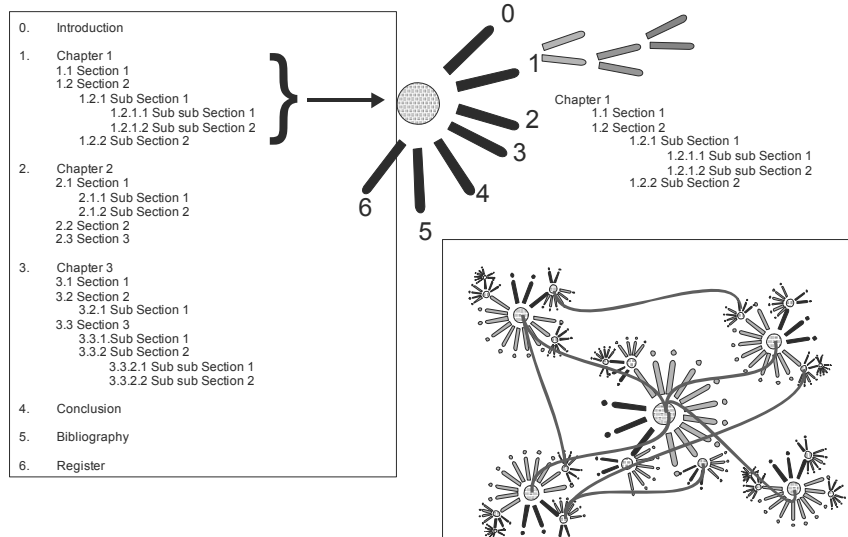 0. Introduction
1. Chapter 1
1.1 Section 1
1.2 Section 2
1.2.1 Sub Section 1
1.2.1.1 Sub sub Section 1
1.2.1.2 Sub sub Section 2
1.2.2 Sub Section 2
2. Chapter 2
2.1 Section 1
2.1.1 Sub Section 1
2.1.2 Sub Section 2
2.2 Section 2
2.3 Section 3
3. Chapter 3
3.1 Section 1
3.2 Section 2
3.2.1 Sub Section 1
3.3 Section 3
3.3.1.Sub Section 1
3.3.2 Sub Section 2
3.3.2.1 Sub sub Section 1
3.3.2.2 Sub sub Section 2
4. Conclusion
5. Bibliography
6. Register
0
1
2
3
4
5
6
Chapter 1
1.1 Section 1
1.2 Section 2
1.2.1 Sub Section 1
1.2.1.1 Sub sub Section 1
1.2.1.2 Sub sub Section 2
1.2.2 Sub Section 2